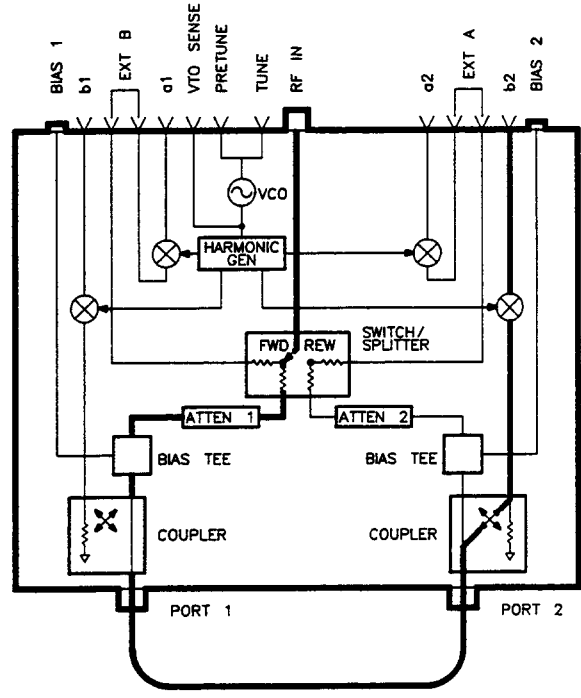 BIAS 1
b1
EXT B
a1
VTO SENSE
PRETUNE
TUNE
RF IN
a2
EXT A
b2
BIAS 2
VCO
HARMONIC
GEN
FWD REW
SWITCH/
SPLITTER
ATTEN 1
ATTEN 2
BIAS TEE
BIAS TEE
COUPLER
COUPLER
PORT 1
PORT 2